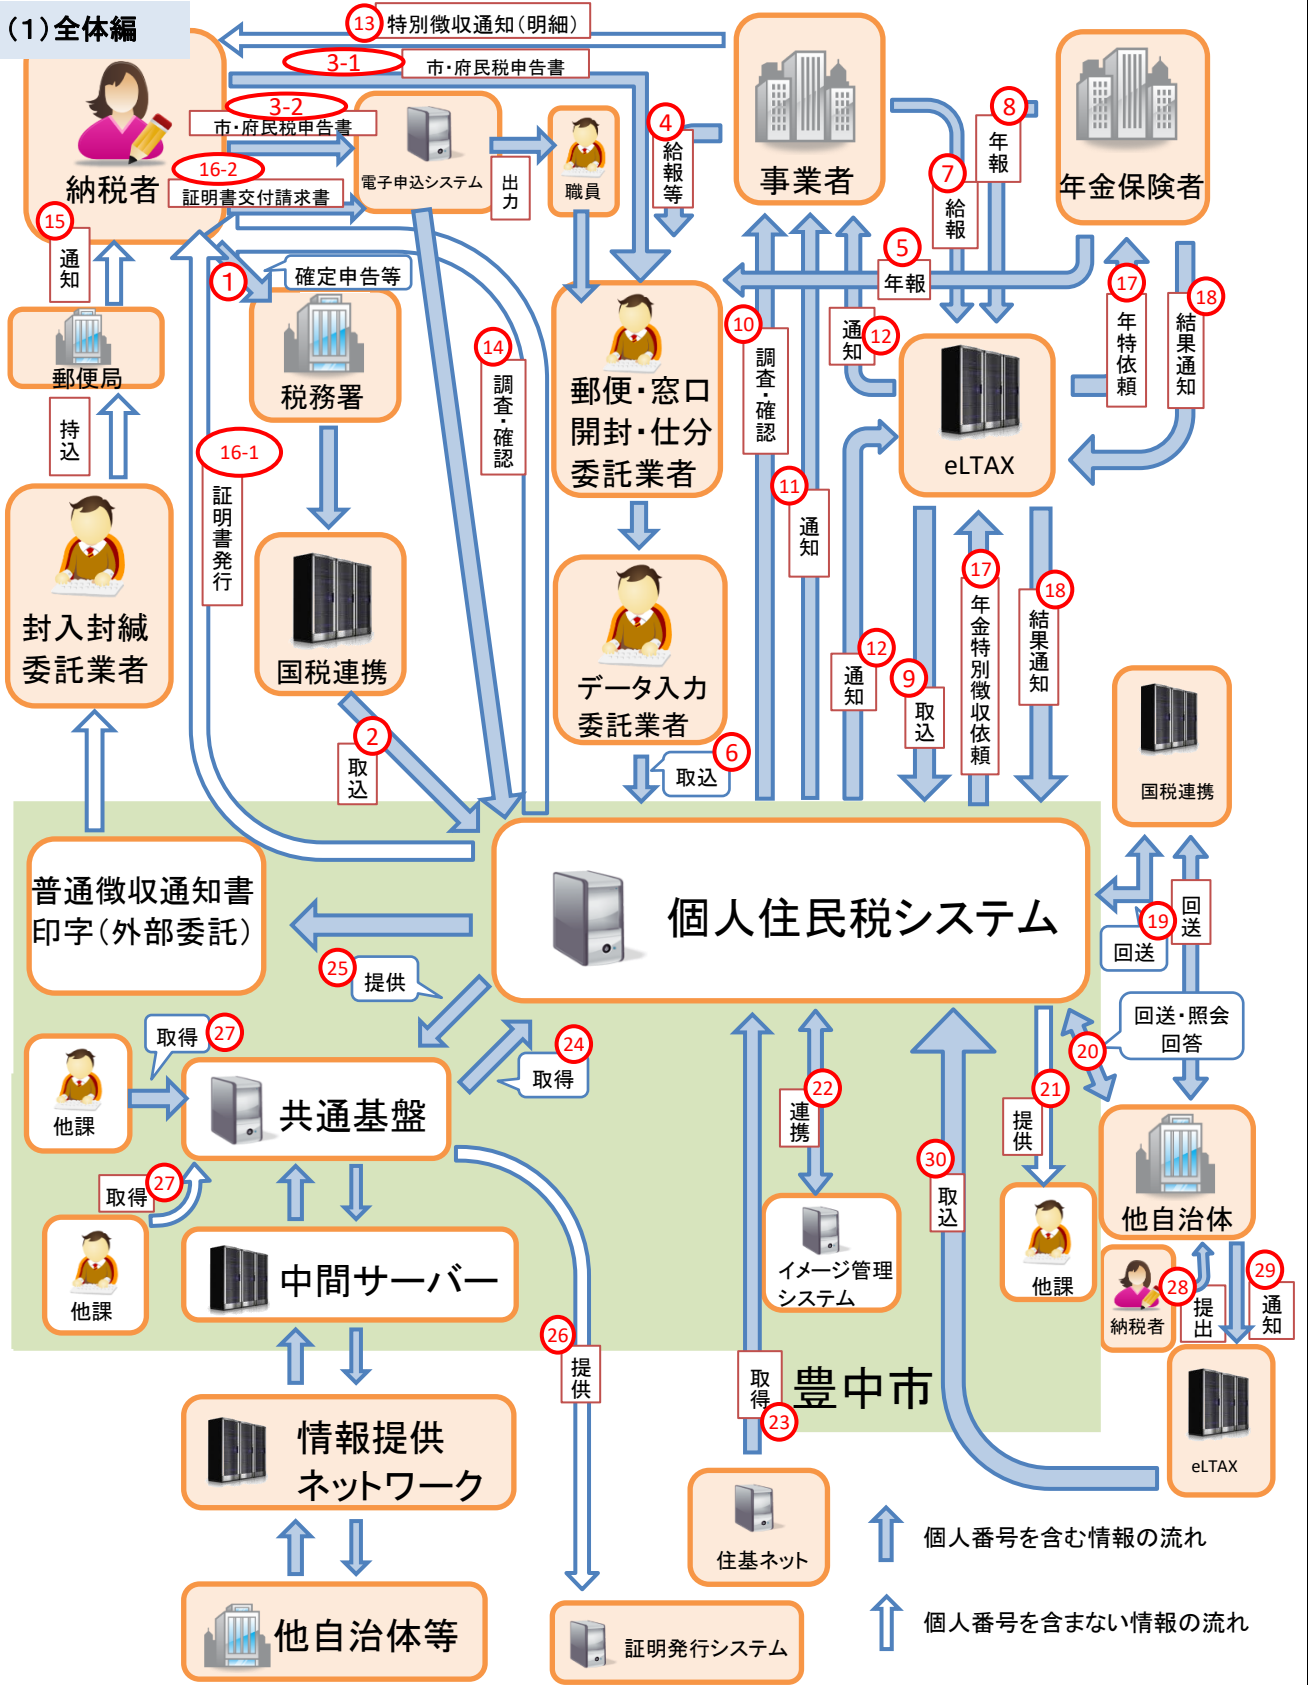 (1)全体編
13
特別徴収通知(明細)
3-1
市・府民税申告書
3-2
市・府民税申告書
16-2
証明書交付請求書
納税者
電子申込システム
出力
職員
4
給報等
事業者
7
給報
8
年報
年金保険者
15
通知
1
確定申告等
5
年報
17
年特依頼
18
結果通知
郵便局
税務署
14
調査・確認
郵便・窓口
開封・仕分
委託業者
10
調査・確認
12
通知
eLTAX
持込
16-1
証明書発行
11
通知
封入封緘
委託業者
国税連携
データ入力
委託業者
17
年金特別徴収依頼
18
結果通知
12
通知
9
取込
2
取込
6
取込
国税連携
普通徴収通知書
印字(外部委託)
個人住民税システム
19
回送
回送
25
提供
24
取得
27
取得
他課
共通基盤
22
連携
20
回送・照会
回答
21
提供
27
取得
他課
中間サーバー
30
取込
イメージ管理
システム
他課
他自治体
納税者
28
提出
29
通知
26
提供
取得
23
豊中市
情報提供
ネットワーク
eLTAX
住基ネット
個人番号を含む情報の流れ
他自治体等
証明発行システム
個人番号を含まない情報の流れ